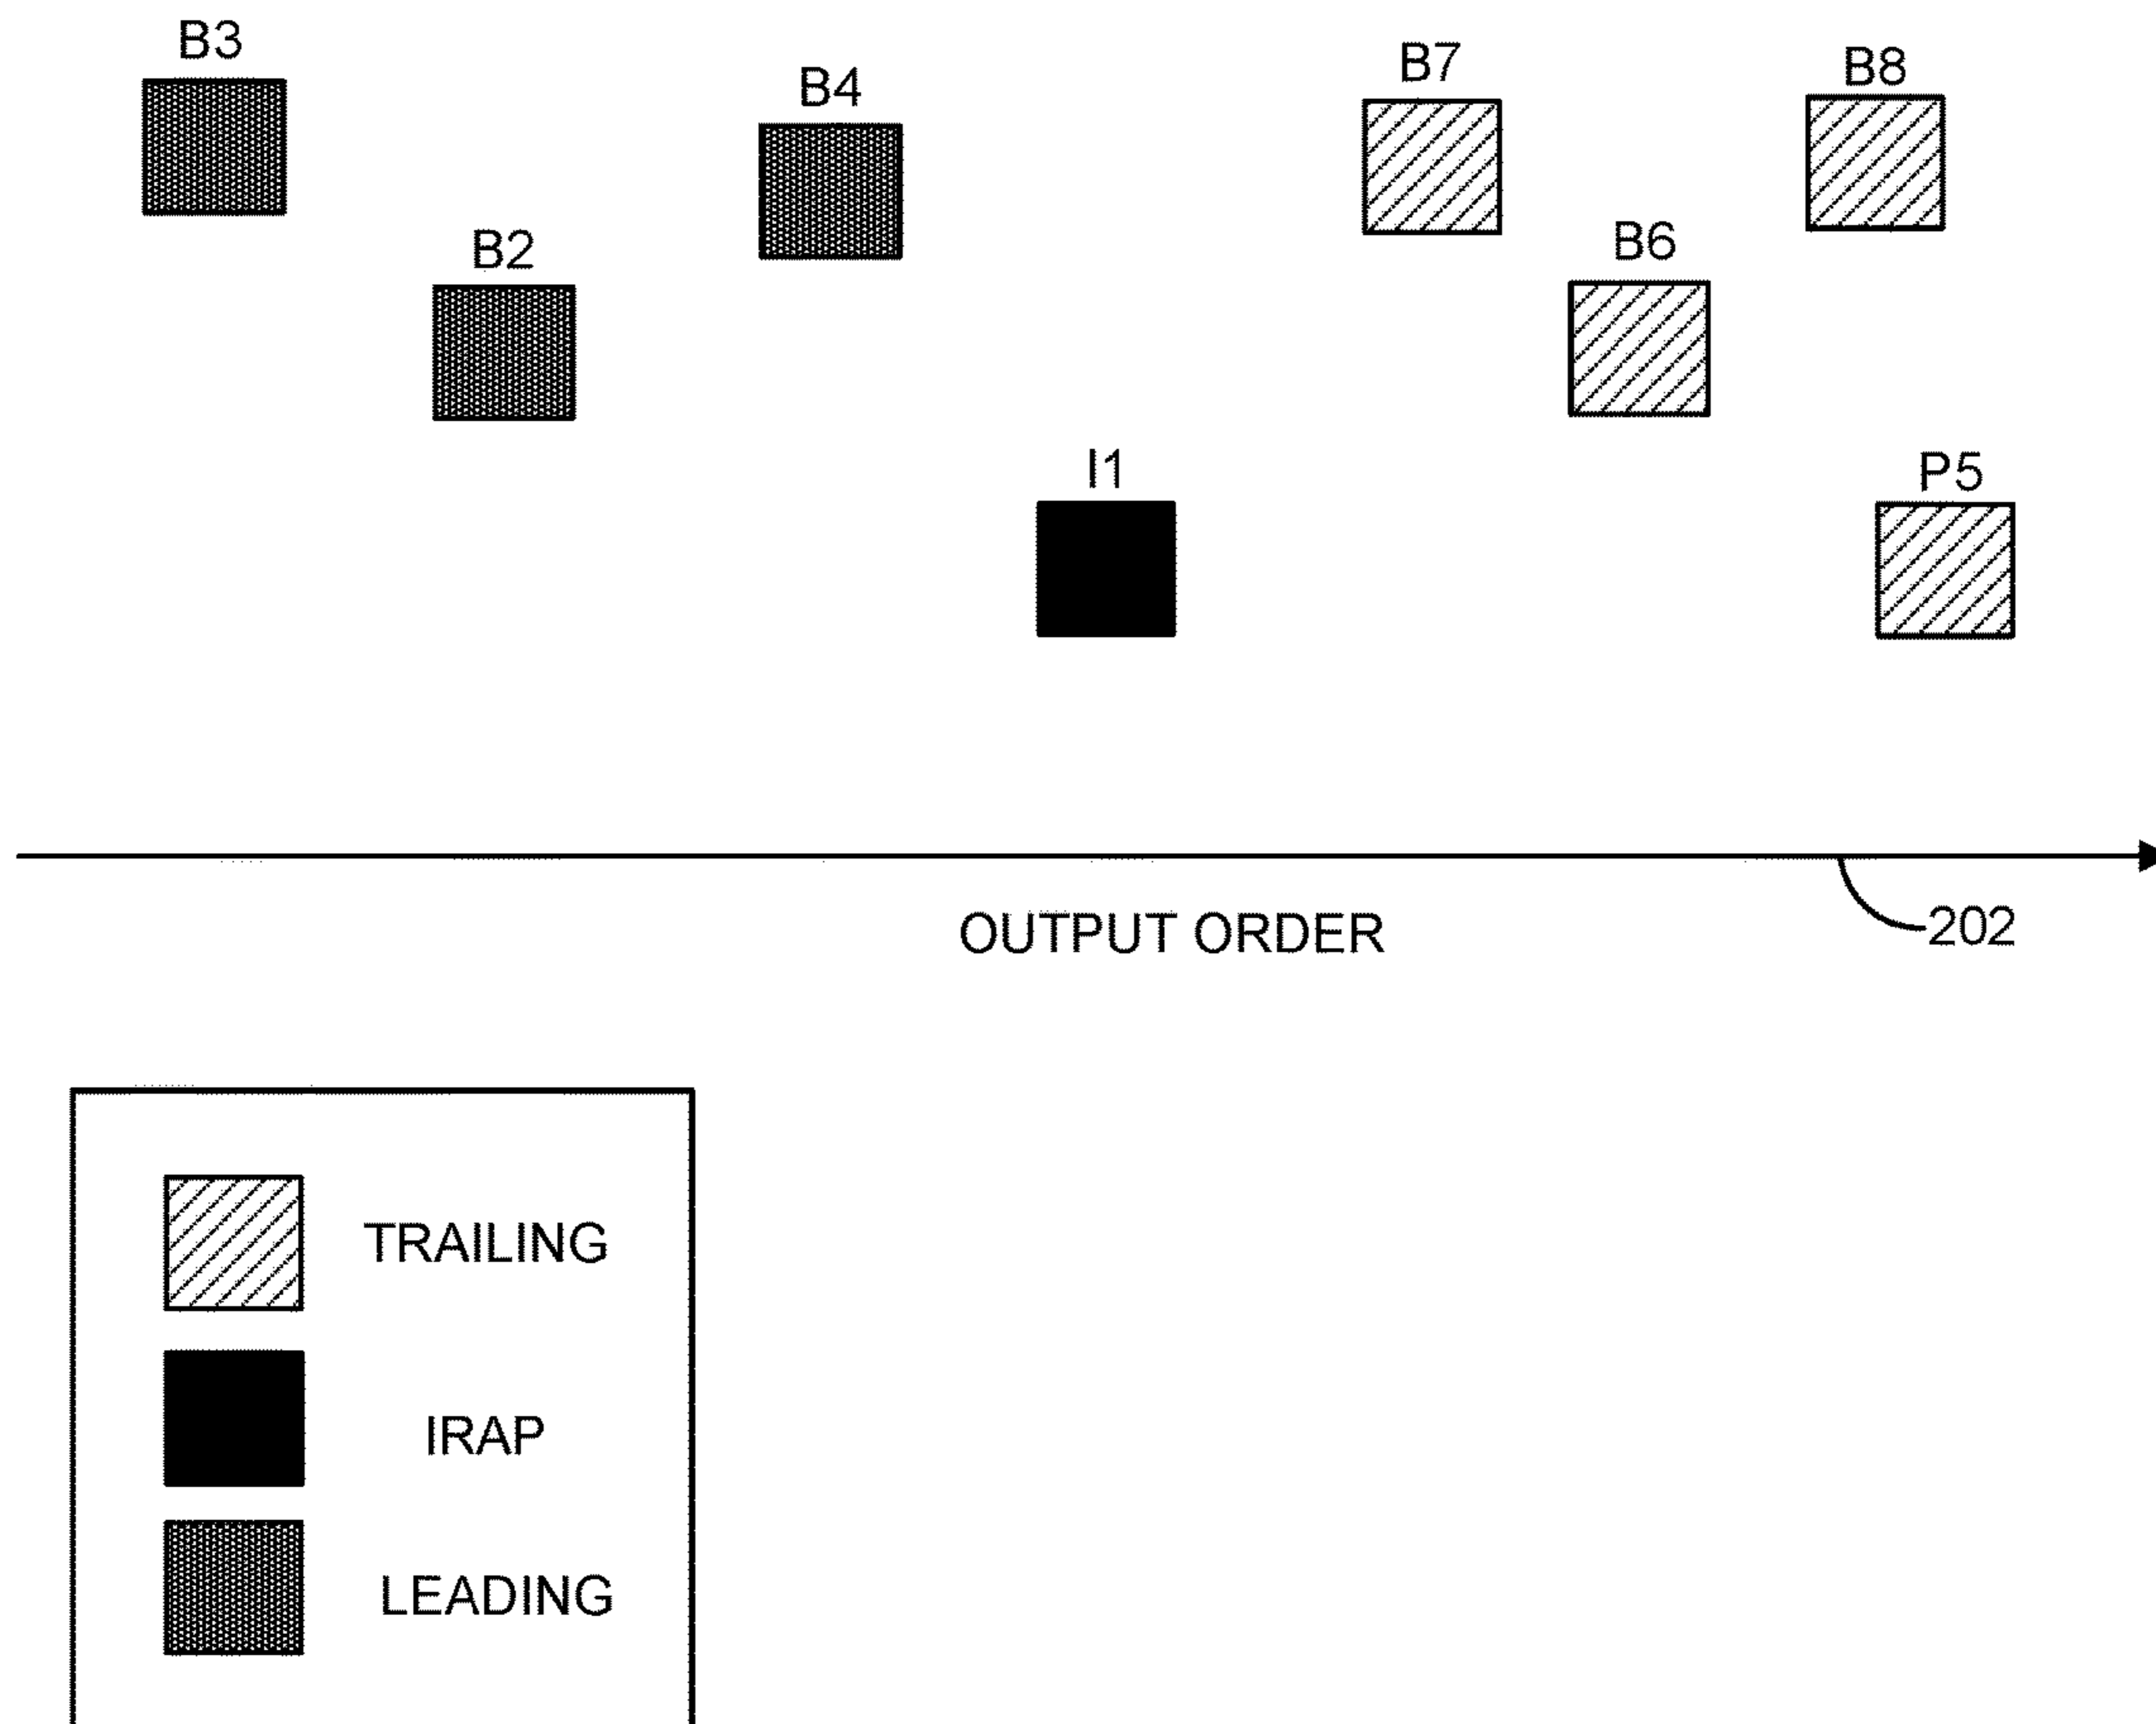 B3
B2
B4
I1
B7
B6
B8
P5
OUTPUT ORDER
202
TRAILING
IRAP
LEADING